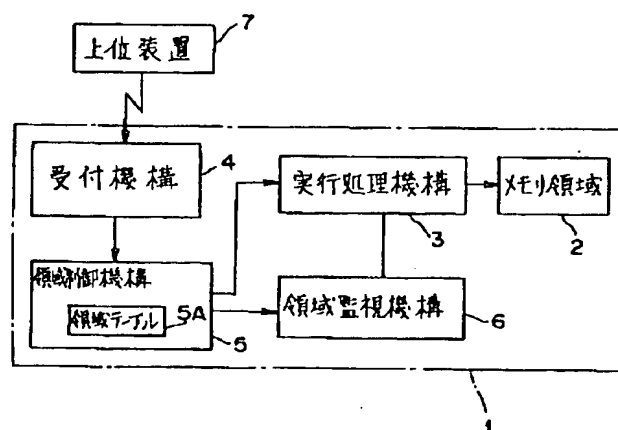 上位装置
7
受付機構
4
実行処理機構
3
メモリ領域
2
領域制御機構
領域テーブル
5A
5
領域監視機構
6
1